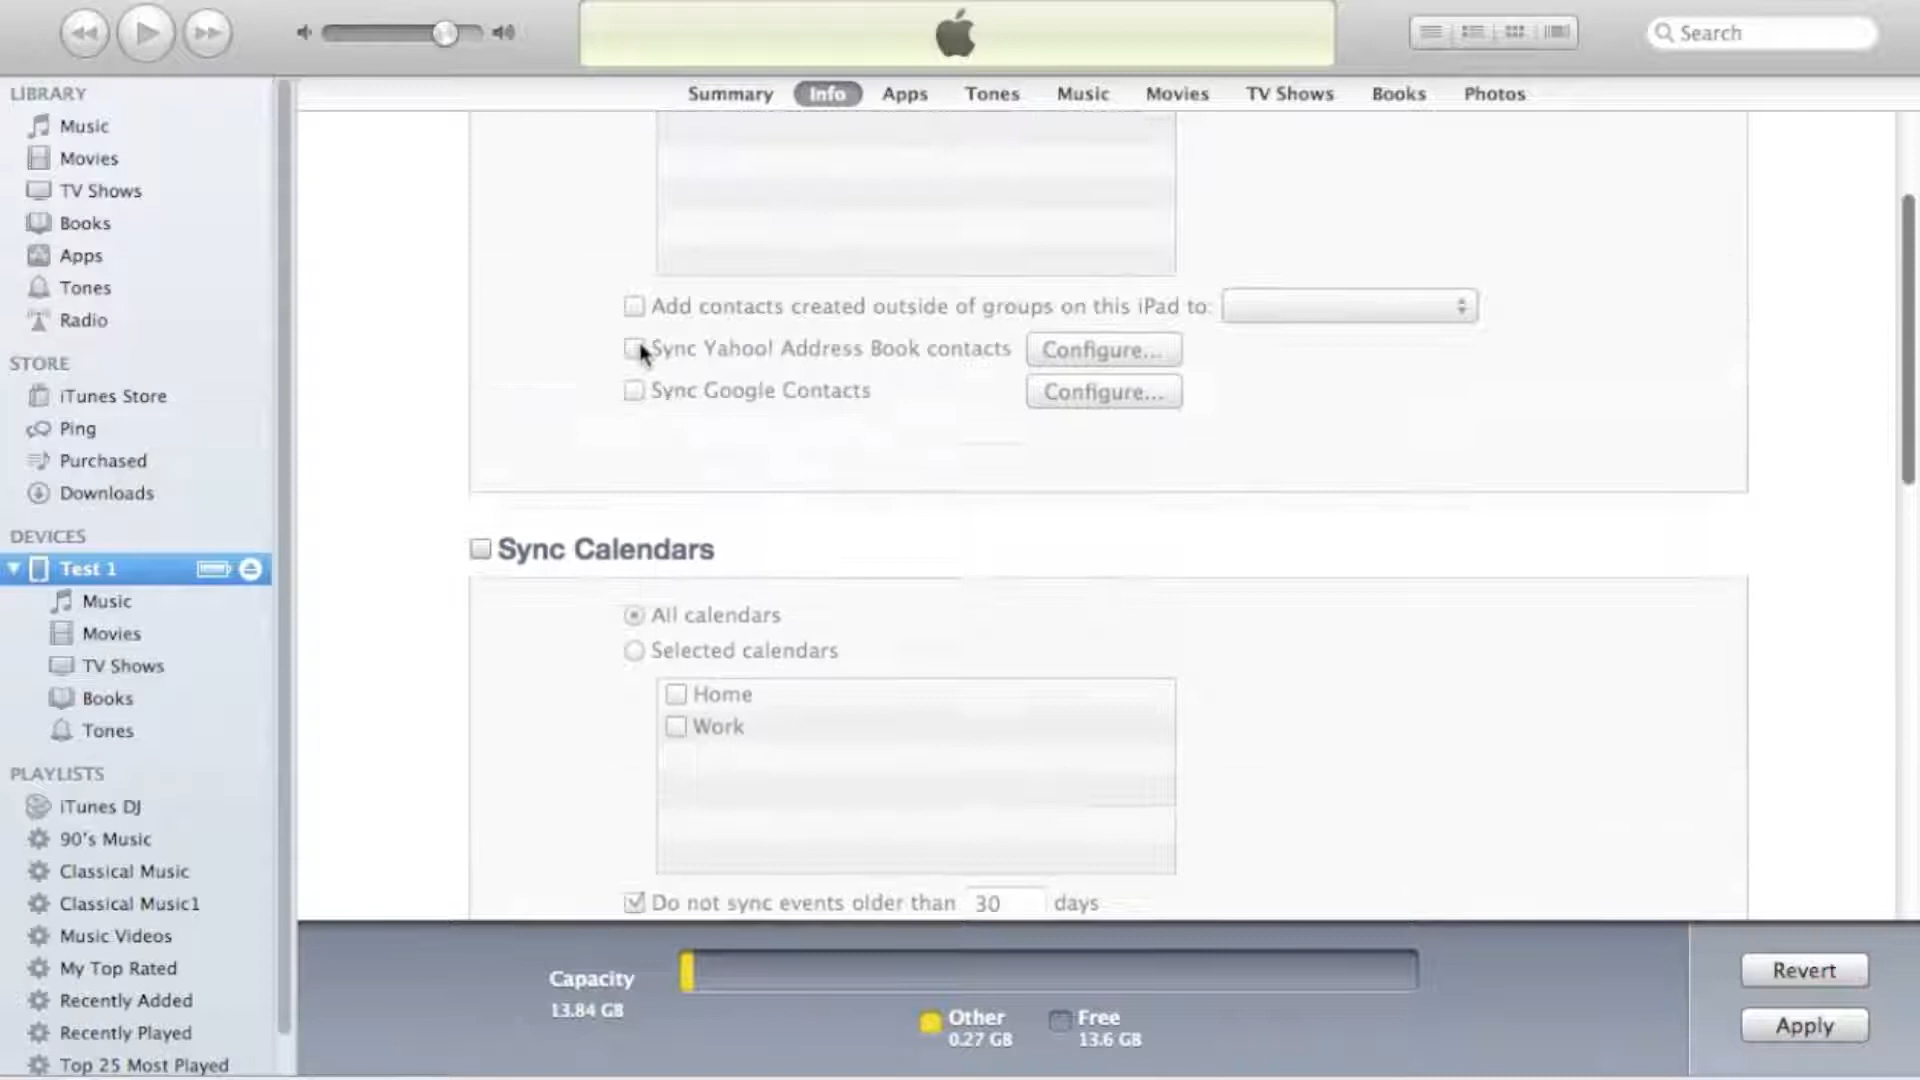 Search
LIBRARY
Music
Movies
TV Shows
Books
Apps
Tones
Radio
STORE
iTunes Store
Ping
Purchased
Downloads
DEVICES
Test 1
Music
Movies
TV Shows
Books
Tones
PLAYLISTS
iTunes DJ
90's Music
Classical Music
Classical Music1
Music Videos
My Top Rated
Recently Added
Recently Played
Top 25 Most Played
Summary Info Apps Tones Music Movies TV Shows Books Photos
Add contacts created outside of groups on this iPad to:
Sync Yahoo! Address Book contacts Configure...
Sync Google Contacts Configure...
Sync Calendars
All calendars
Selected calendars
Home
Work
Do not sync events older than 30 days
Capacity
13.84 GB
Other
0.27 GB
Free
13.6 GB
Revert
Apply